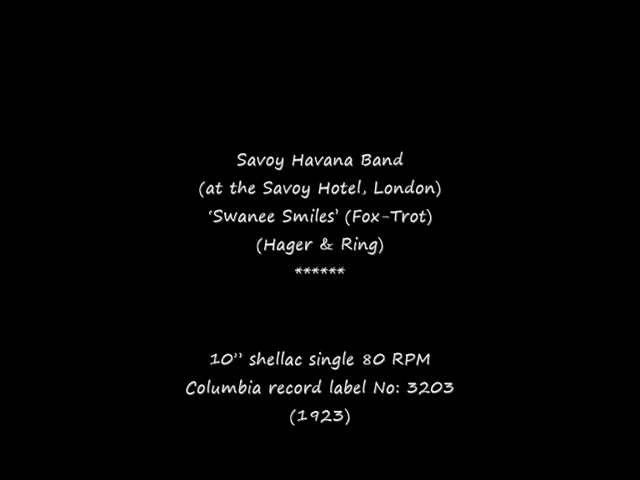 Savoy Havana Band
(at the Savoy Hotel, London)
‘Swanee Smiles’ (Fox-Trot)
(Hager & Ring)
******
10” shellac single 80 RPM
Columbia record label No: 3203
(1923)